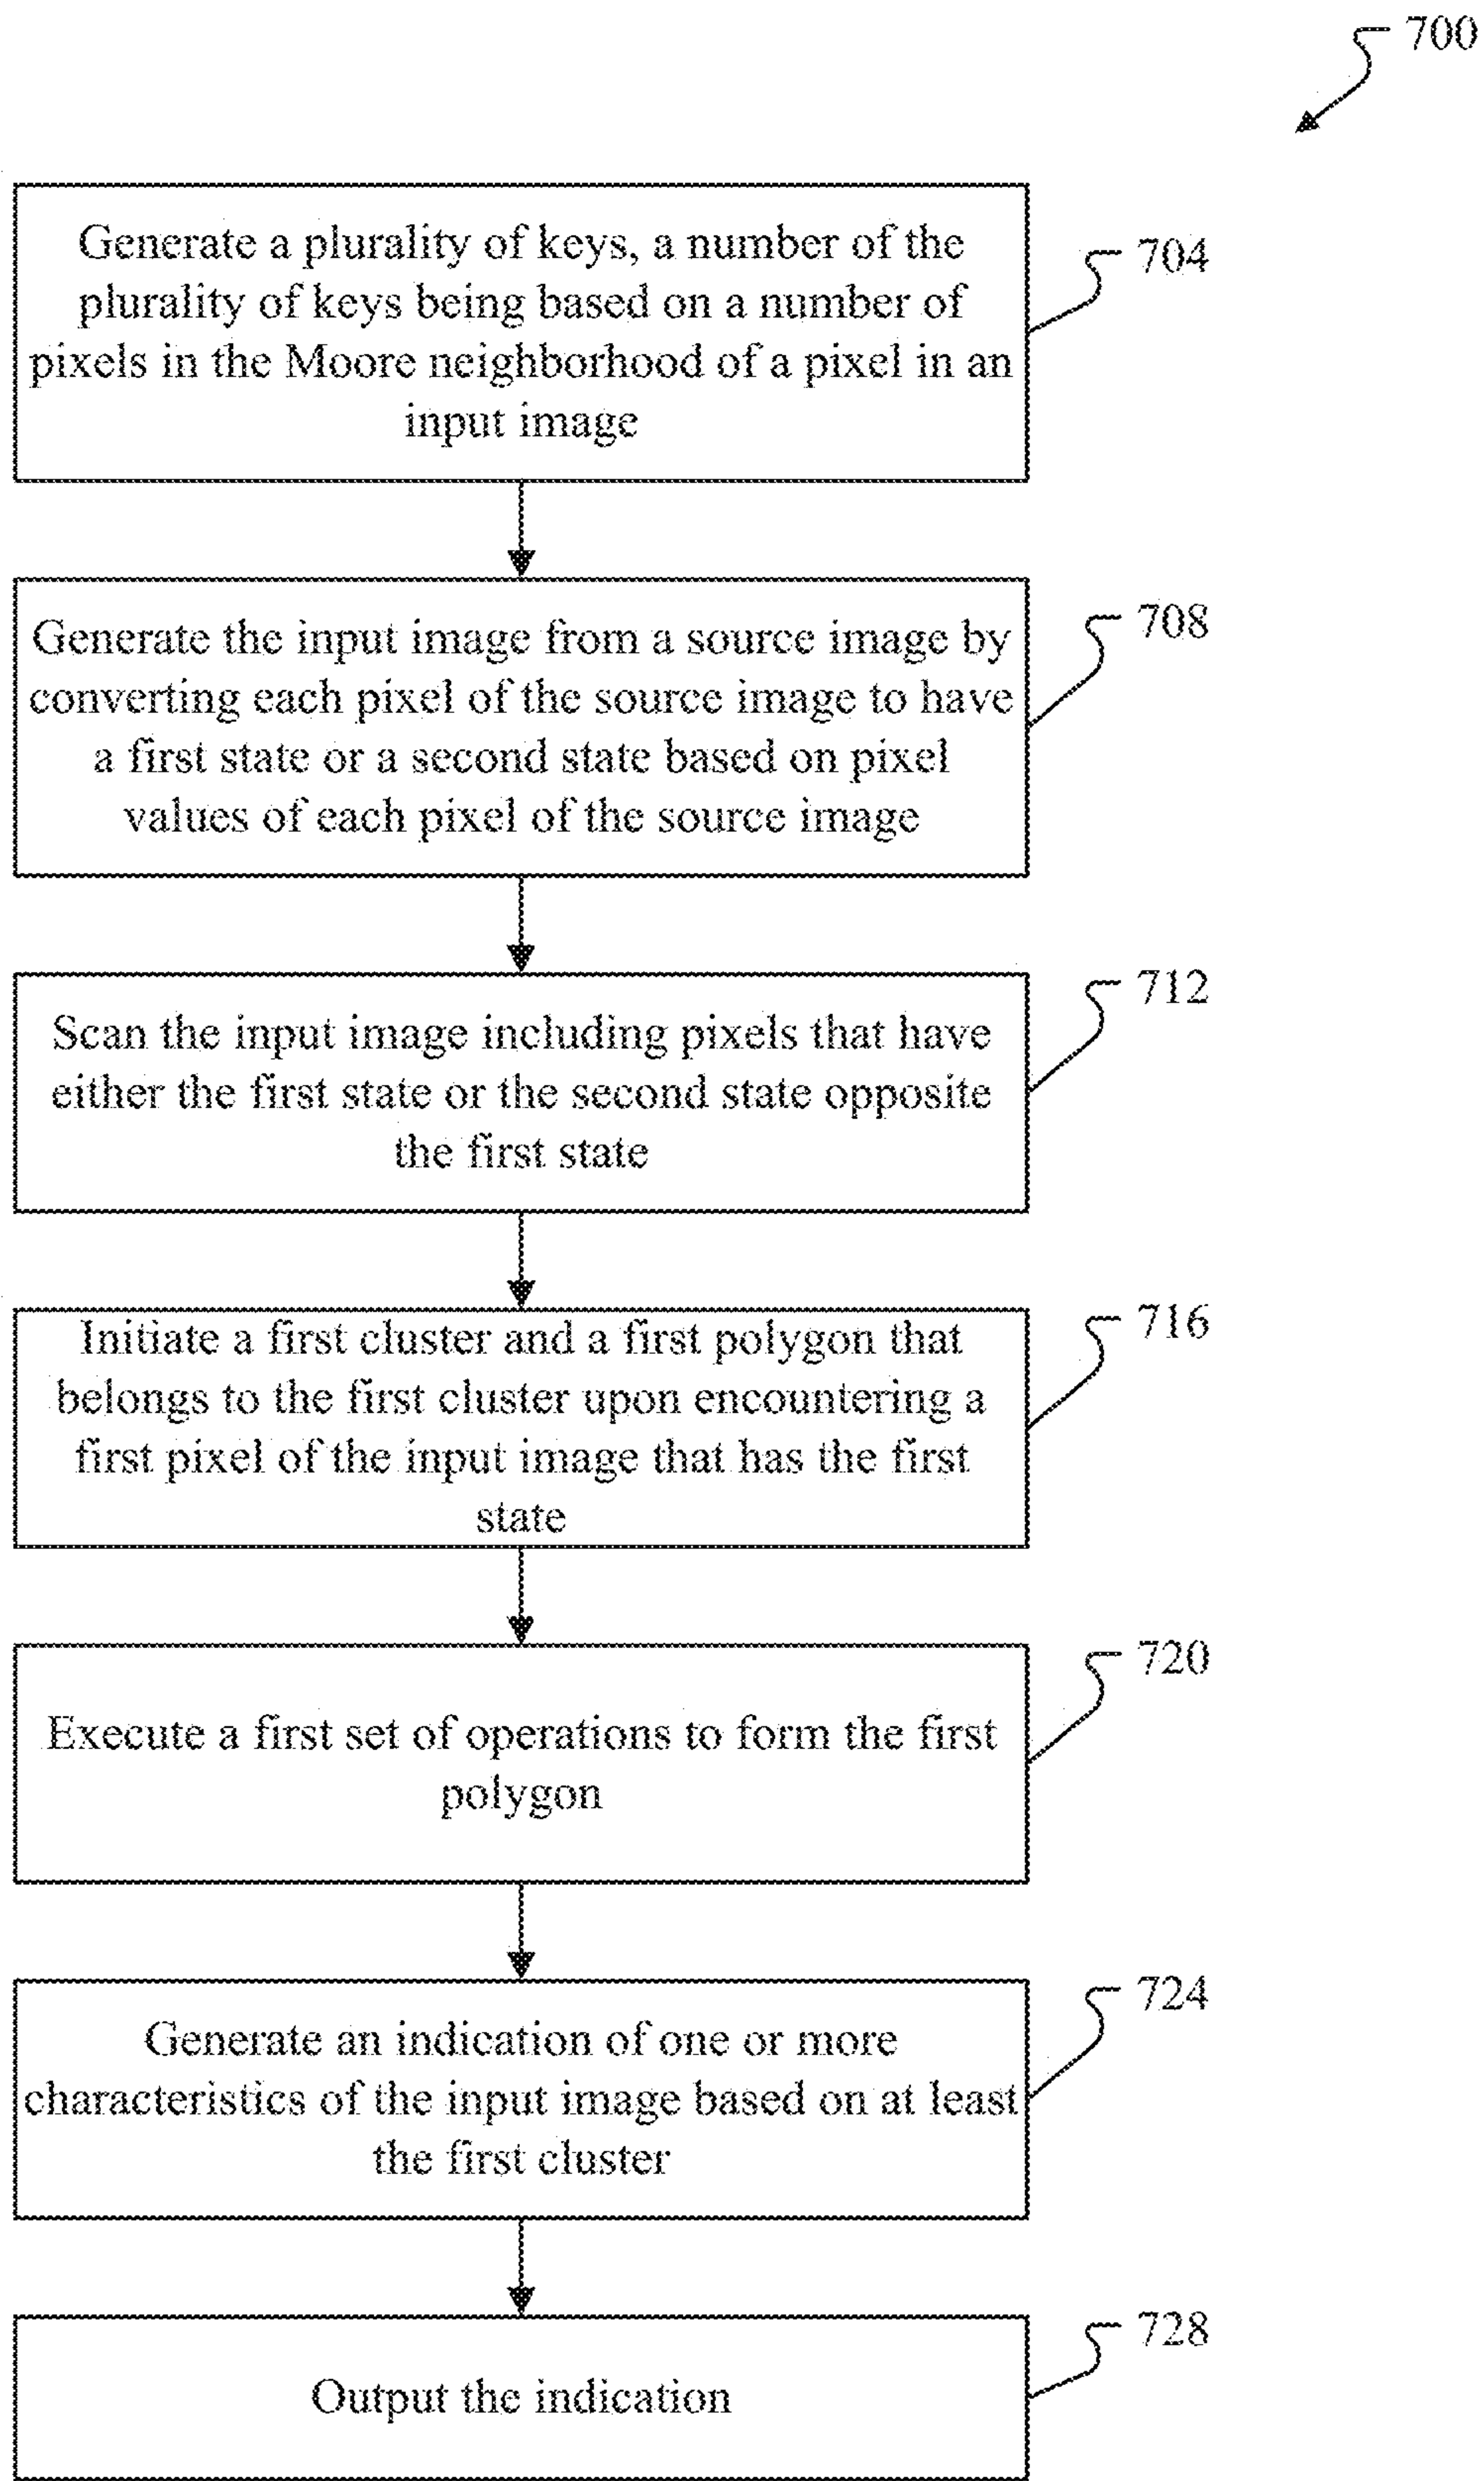 700
Generate a plurality of keys, a number of the
plurality of keys being based on a number of
pixels in the Moore neighborhood of a pixel in an
input image
704
Generate the input image from a source image by
converting each pixel of the source image to have
a first state or a second state based on pixel
values of each pixel of the source image
708
Scan the input image including pixels that have
either the first state or the second state opposite
the first state
712
Initiate a first cluster and a first polygon that
belongs to the first cluster upon encountering a
first pixel of the input image that has the first
state
716
Execute a first set of operations to form the first
polygon
720
Generate an indication of one or more
characteristics of the input image based on at least
the first cluster
724
Output the indication
728